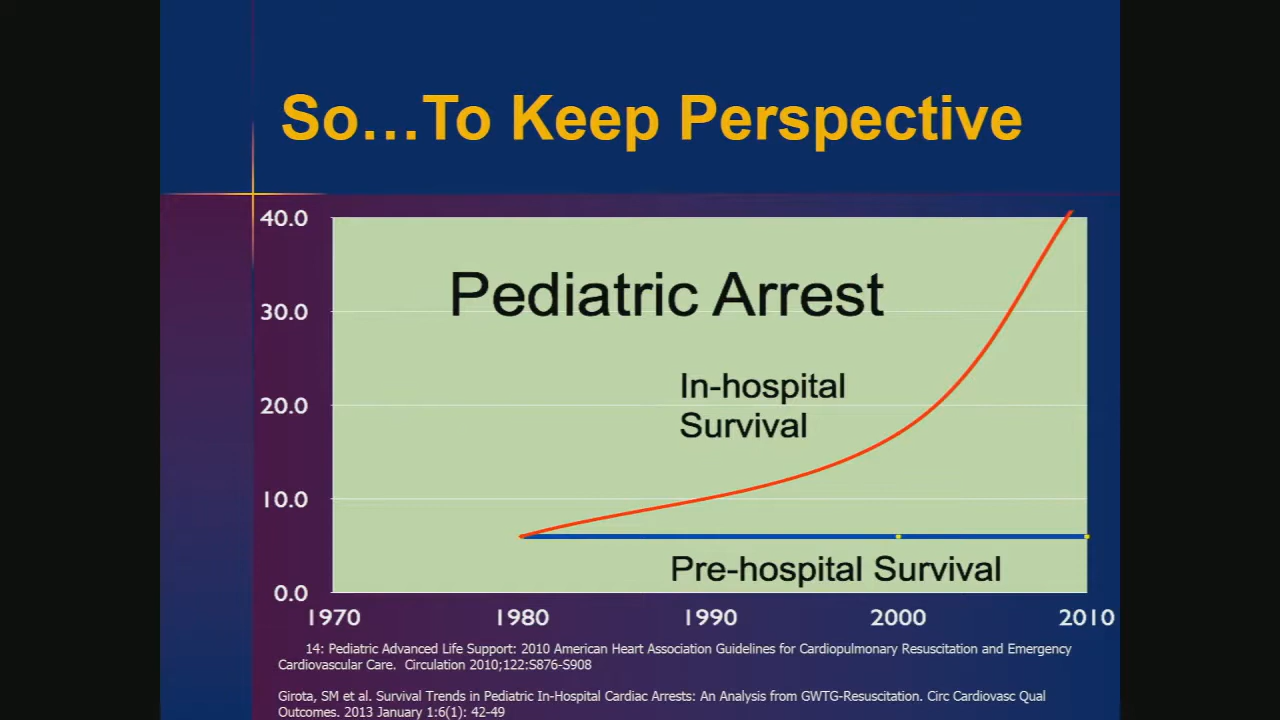 So…To Keep Perspective
40.0
Pediatric Arrest
30.0
In-hospital
Survival
20.0
10.0
Pre-hospital Survival
0.0
1970 1980 1990 2000 2010
14: Pediatric Advanced Life Support: 2010 American Heart Association Guidelines for Cardiopulmonary Resuscitation and Emergency
Cardiovascular Care. Circulation 2010;122:S876-S908
Girota, SM et al. Survival Trends in Pediatric In-Hospital Cardiac Arrests: An Analysis from GWTG-Resuscitation. Circ Cardiovasc Qual
Outcomes. 2013 January 1:6(1): 42-49